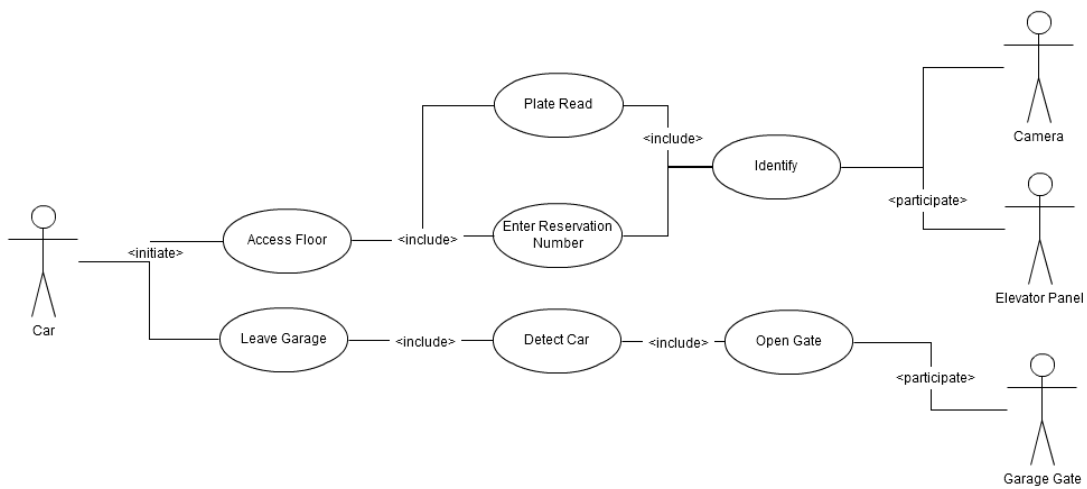 Plate Read
<include>
Camera
Identify
<participate>
Enter Reservation
Number
Access Floor
<include>
<initiate>
Elevator Panel
Car
Leave Garage
<include>
Detect Car
<include>
Open Gate
<participate>
Garage Gate